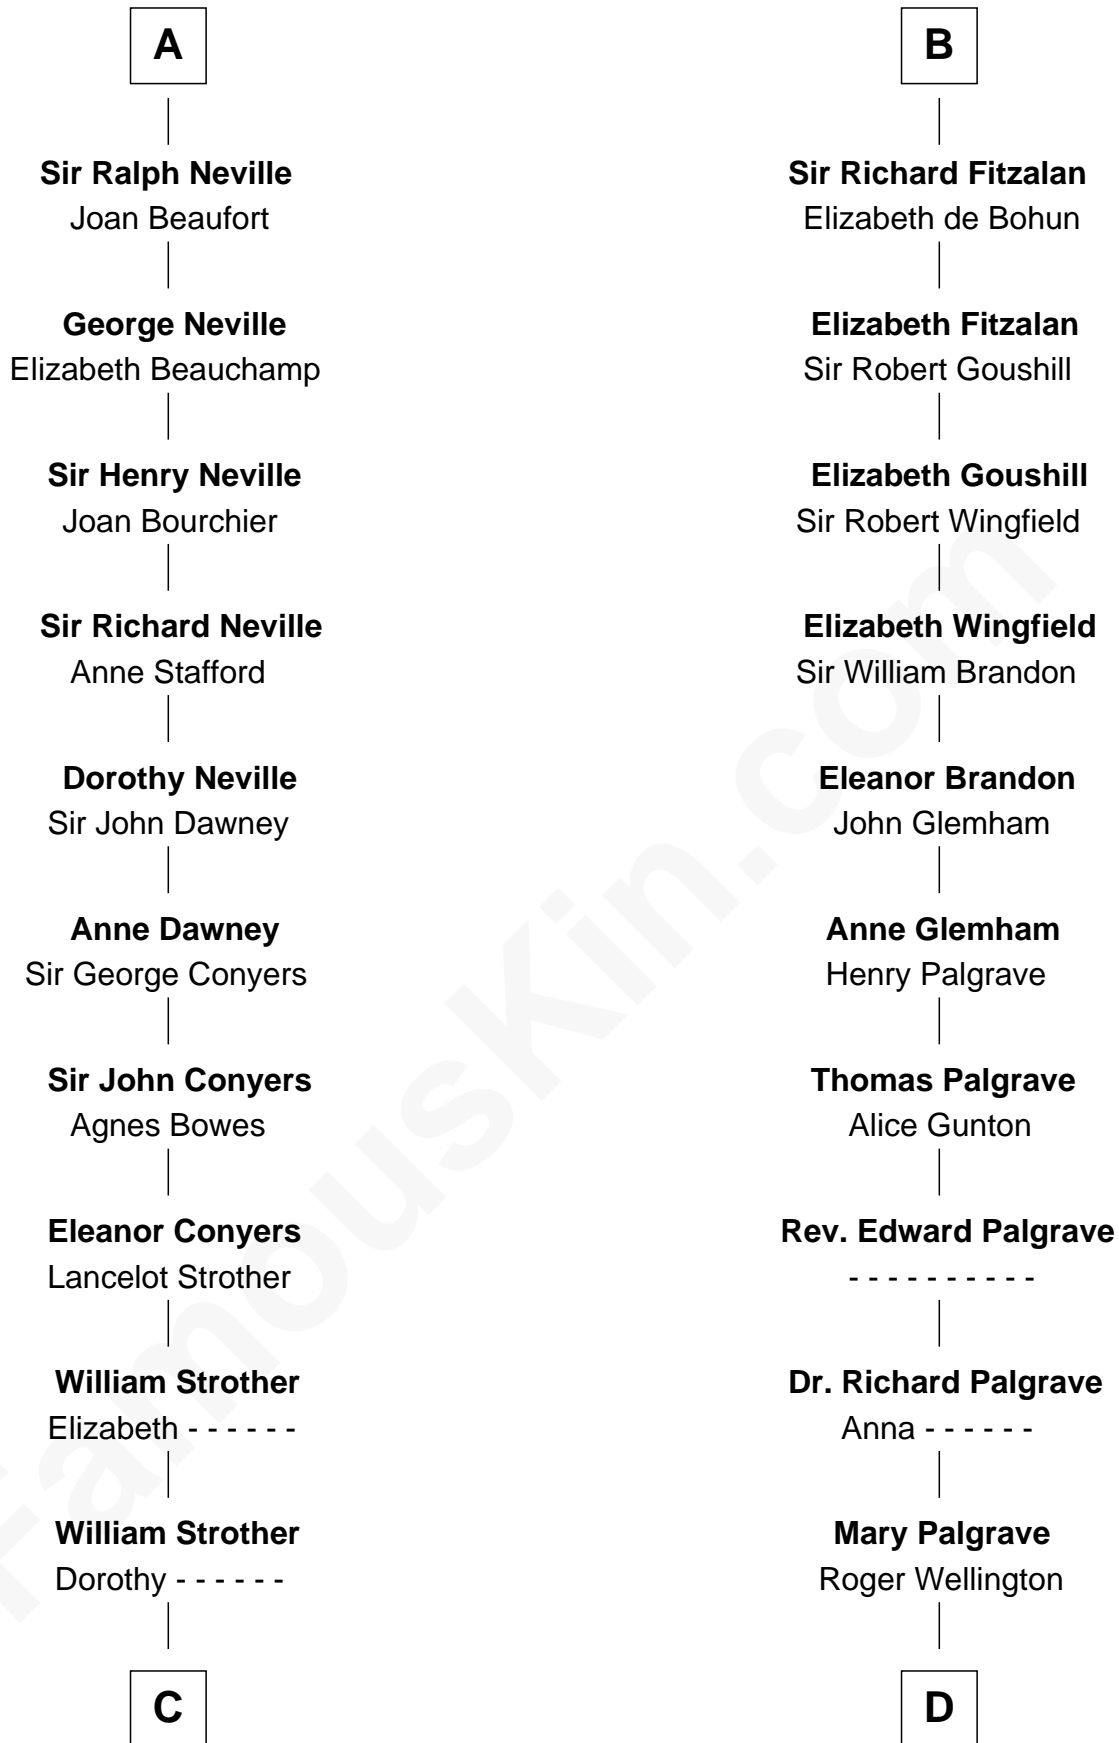 A
Sir Ralph Neville
Joan Beaufort
George Neville
Elizabeth Beauchamp
Sir Henry Neville
Joan Bourchier
Sir Richard Neville
Anne Stafford
Dorothy Neville
Sir John Dawney
Anne Dawney
Sir George Conyers
Sir John Conyers
Agnes Bowes
Eleanor Conyers
Lancelot Strother
William Strother
Elizabeth - - - - - -
William Strother
Dorothy - - - - - -
C
B
Sir Richard Fitzalan
Elizabeth de Bohun
Elizabeth Fitzalan
Sir Robert Goushill
Elizabeth Goushill
Sir Robert Wingfield
Elizabeth Wingfield
Sir William Brandon
Eleanor Brandon
John Glemham
Anne Glemham
Henry Palgrave
Thomas Palgrave
Alice Gunton
Rev. Edward Palgrave
- - - - - - - - - -
Dr. Richard Palgrave
Anna - - - - - -
Mary Palgrave
Roger Wellington
D
FamousKin.com